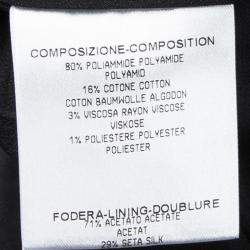 COMPOSIZIONE-COMPOSITION
80% POLIAMMIDE POLYAMIDE
POLYAMID
16% COTONE COTTON
COTON BAUMWOLLE ALGODON
3% VISCOSA RAYON VISCOSE
VISKOSE
1% POLIESTERE POLYESTER
POLIESTER
FODERA-LINING-DOUBLURE
71% ACETATO ACETATE
ACETAT
29% SETA SILK